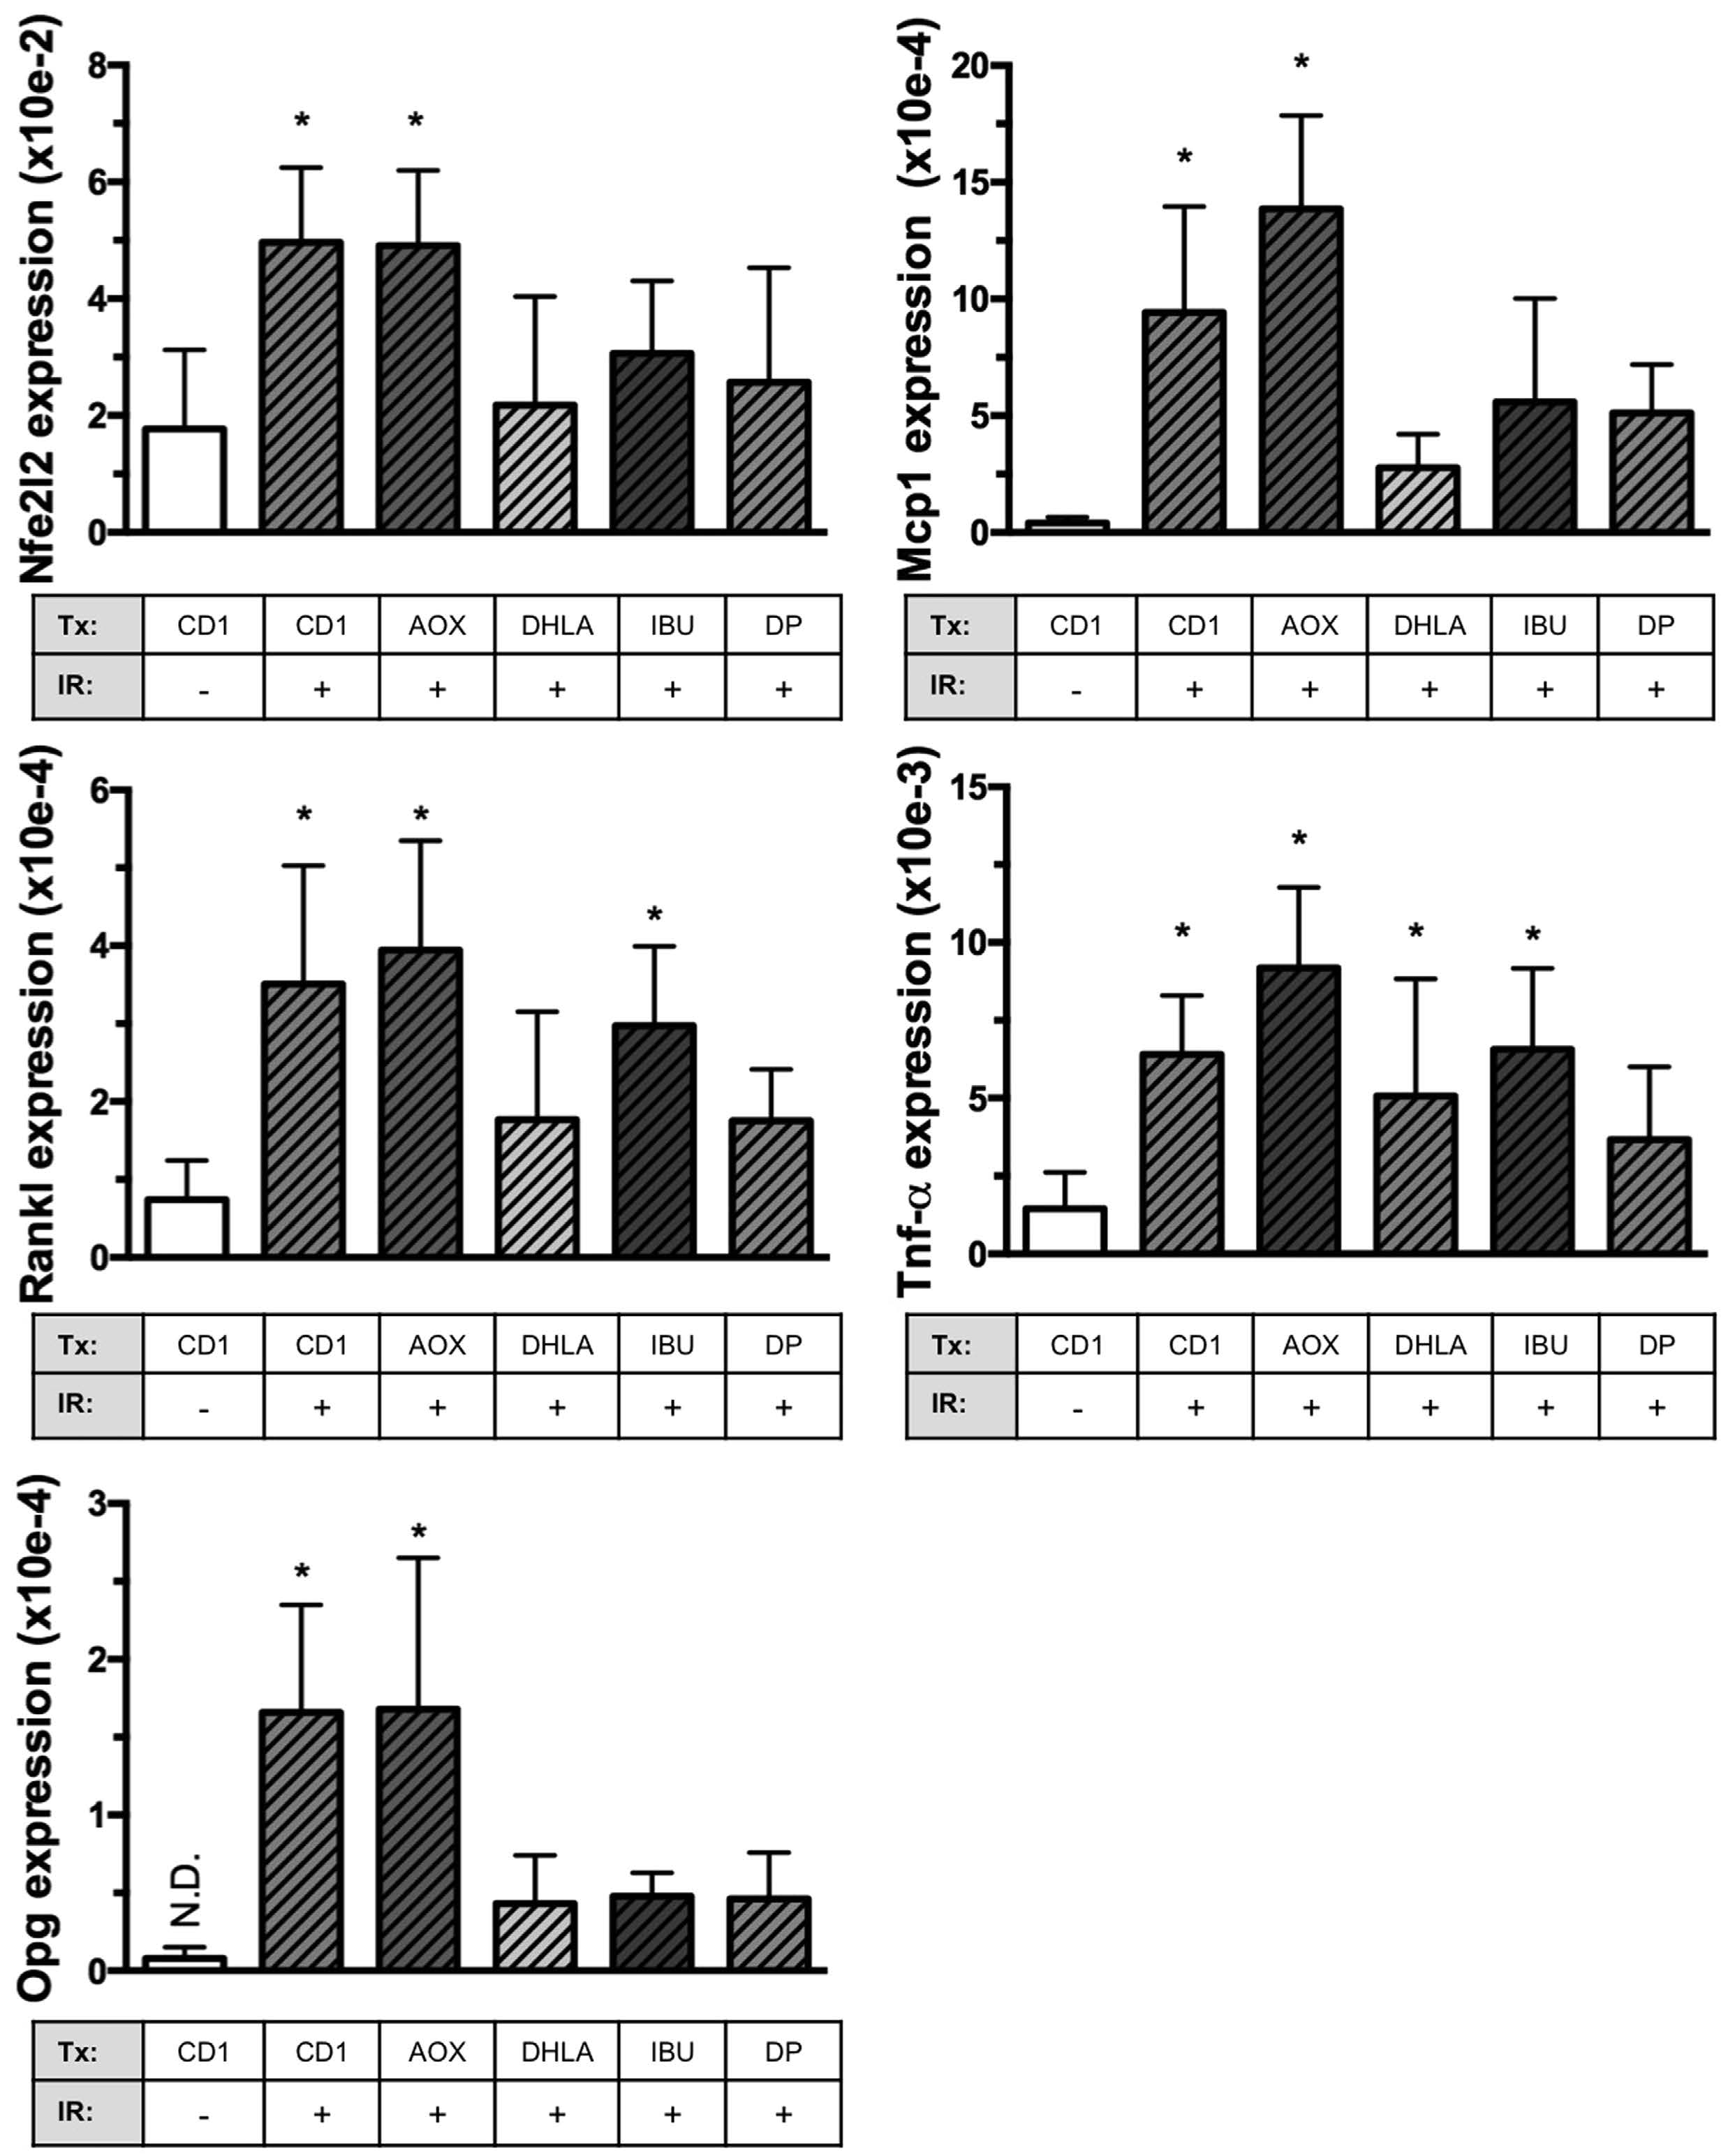 Nfe2l2 expression (x10e-2)
8
6
4
2
0
* *
Tx: CD1 CD1 AOX DHLA IBU DP
IR: - + + + + +
Mcp1 expression (x10e-4)
20
15
10
5
0
* *
Tx: CD1 CD1 AOX DHLA IBU DP
IR: - + + + + +
Rankl expression (x10e-4)
6
4
2
0
* * *
Tx: CD1 CD1 AOX DHLA IBU DP
IR: - + + + + +
Tnf-α expression (x10e-3)
15
10
5
0
* * * *
Tx: CD1 CD1 AOX DHLA IBU DP
IR: - + + + + +
Opg expression (x10e-4)
3
2
1
0
N.D. * *
Tx: CD1 CD1 AOX DHLA IBU DP
IR: - + + + + +